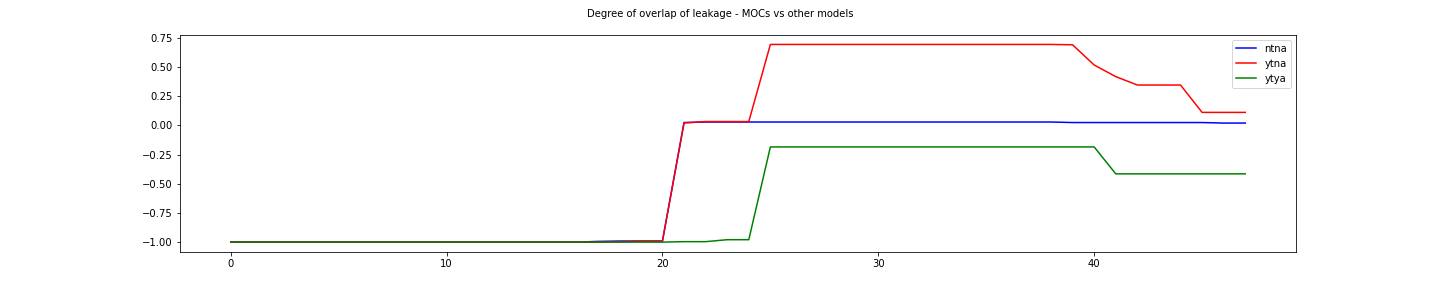 Degree of overlap of leakage - MOCs vs other models
0.75
0.50
0.25
0.00
−0.25
−0.50
−0.75
−1.00
0 10 20 30 40
ntna
ytna
ytya